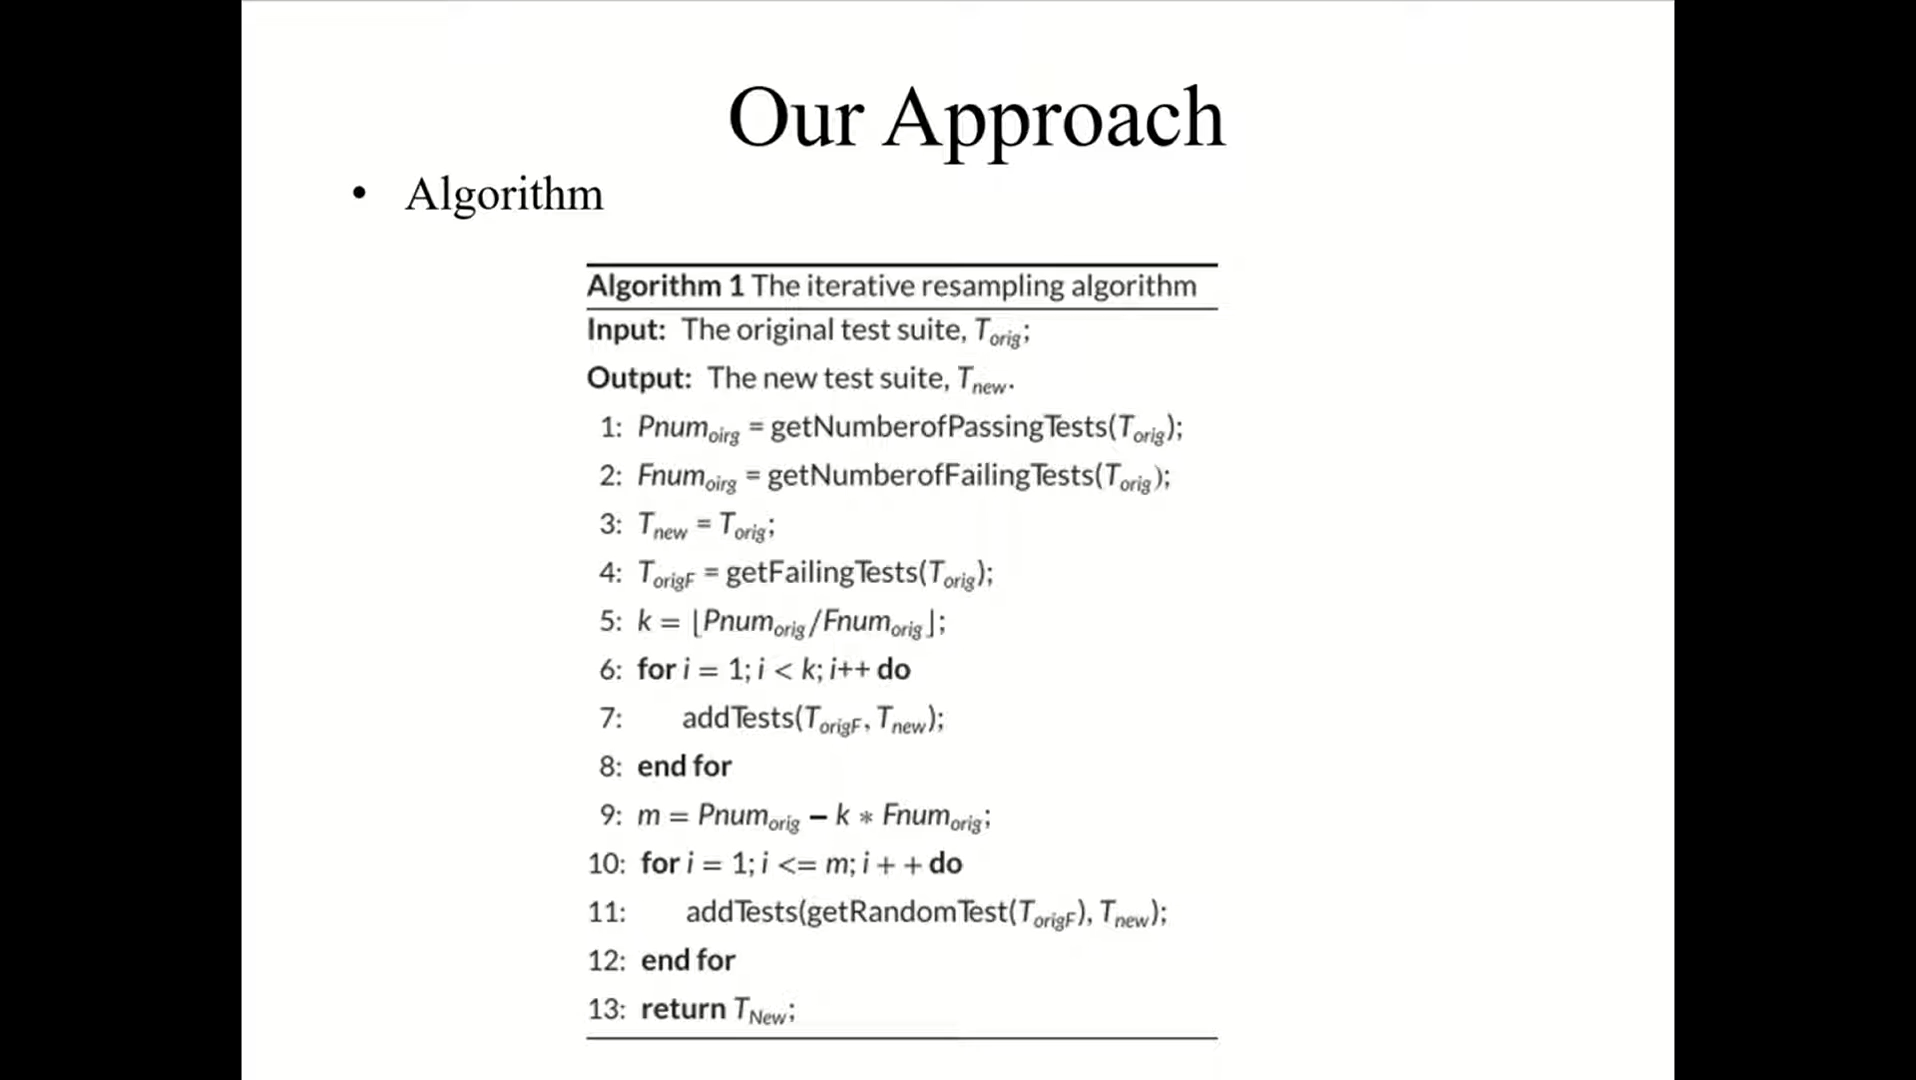 Our Approach
• Algorithm
Algorithm 1 The iterative resampling algorithm
Input: The original test suite, T_orig;
Output: The new test suite, T_new.
1: Pnum_oirg = getNumberofPassingTests(T_orig);
2: Fnum_oirg = getNumberofFailingTests(T_orig);
3: T_new = T_orig;
4: T_origF = getFailingTests(T_orig);
5: k = ⌊Pnum_orig/Fnum_orig⌋;
6: for i = 1; i < k; i++ do
7: addTests(T_origF, T_new);
8: end for
9: m = Pnum_orig − k * Fnum_orig;
10: for i = 1; i <= m; i + + do
11: addTests(getRandomTest(T_origF), T_new);
12: end for
13: return T_New;